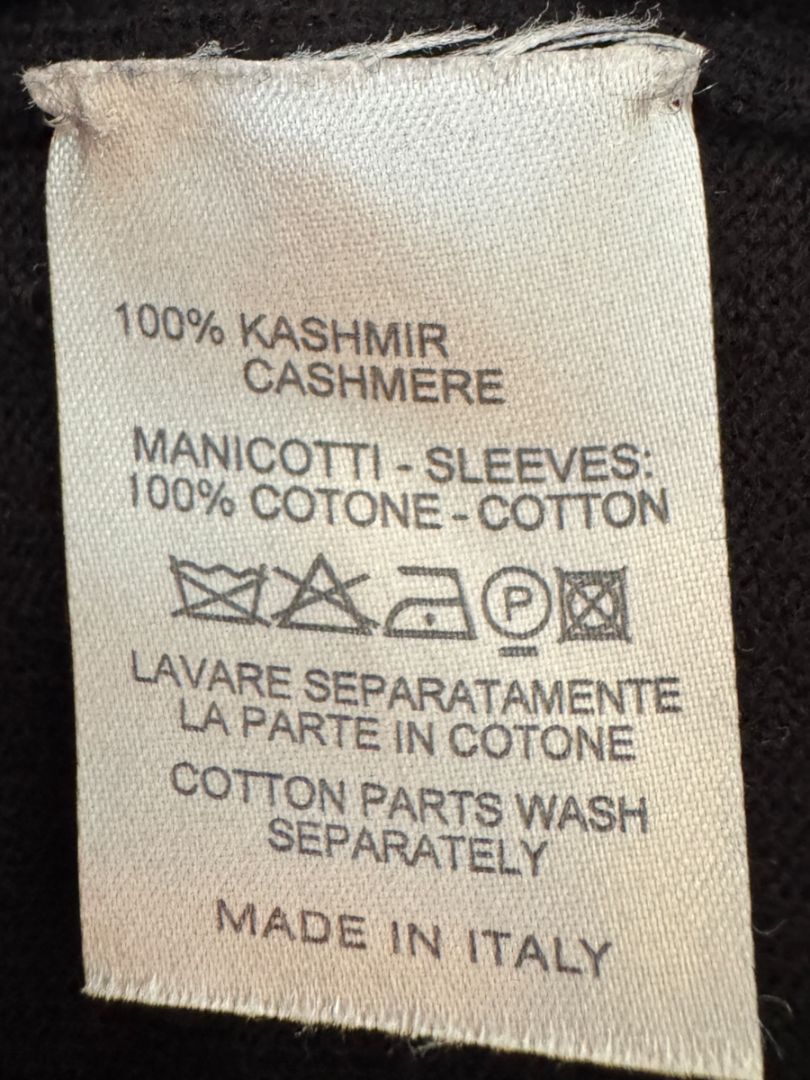 100% KASHMIR
CASHMERE
MANICOTTI - SLEEVES:
100% COTONE - COTTON
P
LAVARE SEPARATAMENTE
LA PARTE IN COTONE
COTTON PARTS WASH
SEPARATELY
MADE IN ITALY